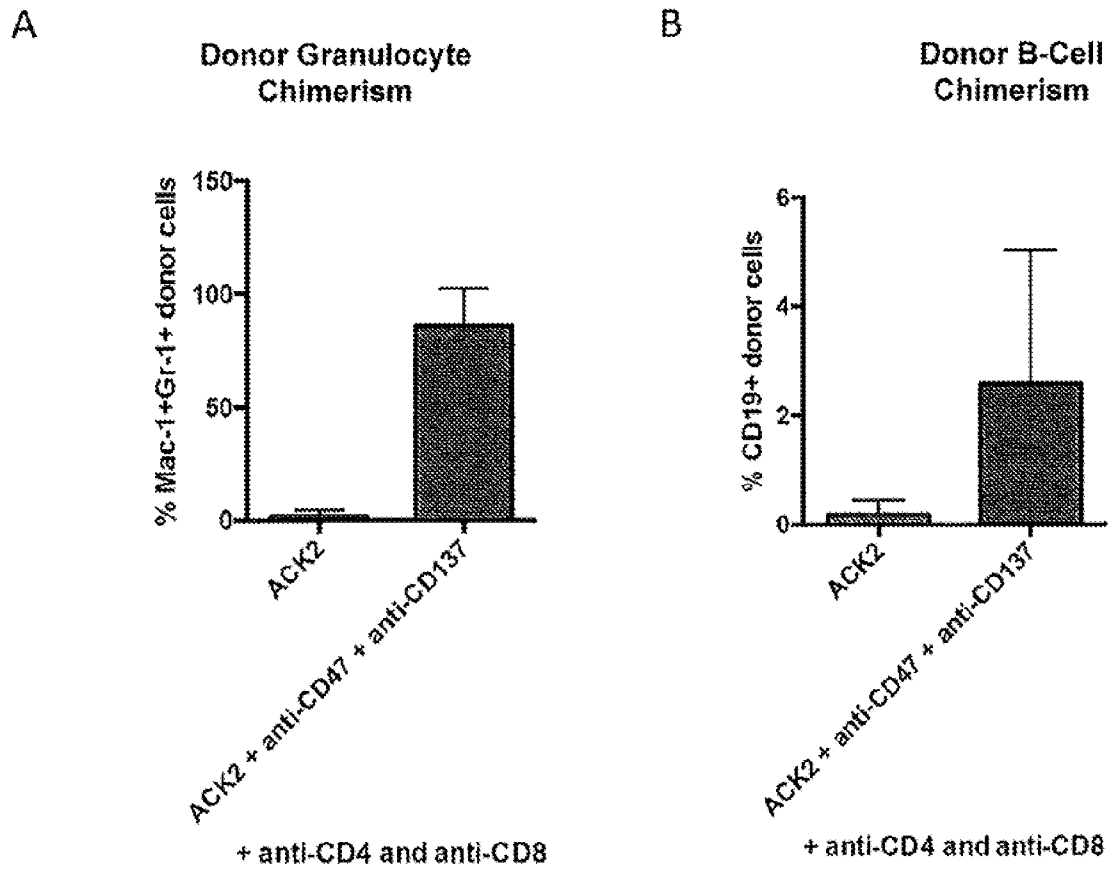 A
Donor Granulocyte
Chimerism
% Mac-1+Gr-1+ donor cells
150
100
50
0
ACK2
ACK2 + anti-CD47 + anti-CD137
+ anti-CD4 and anti-CD8
B
Donor B-Cell
Chimerism
% CD19+ donor cells
6
4
2
0
ACK2
ACK2 + anti-CD47 + anti-CD137
+ anti-CD4 and anti-CD8